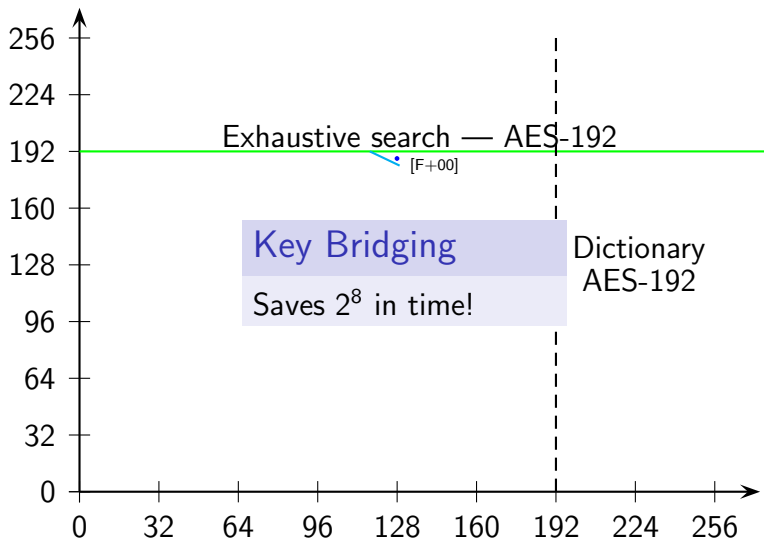 256
224
Exhaustive search — AES-192
192
[F+00]
160
Key Bridging
Dictionary
AES-192
128
Saves 2⁸ in time!
96
64
32
0
0 32 64 96 128 160 192 224 256